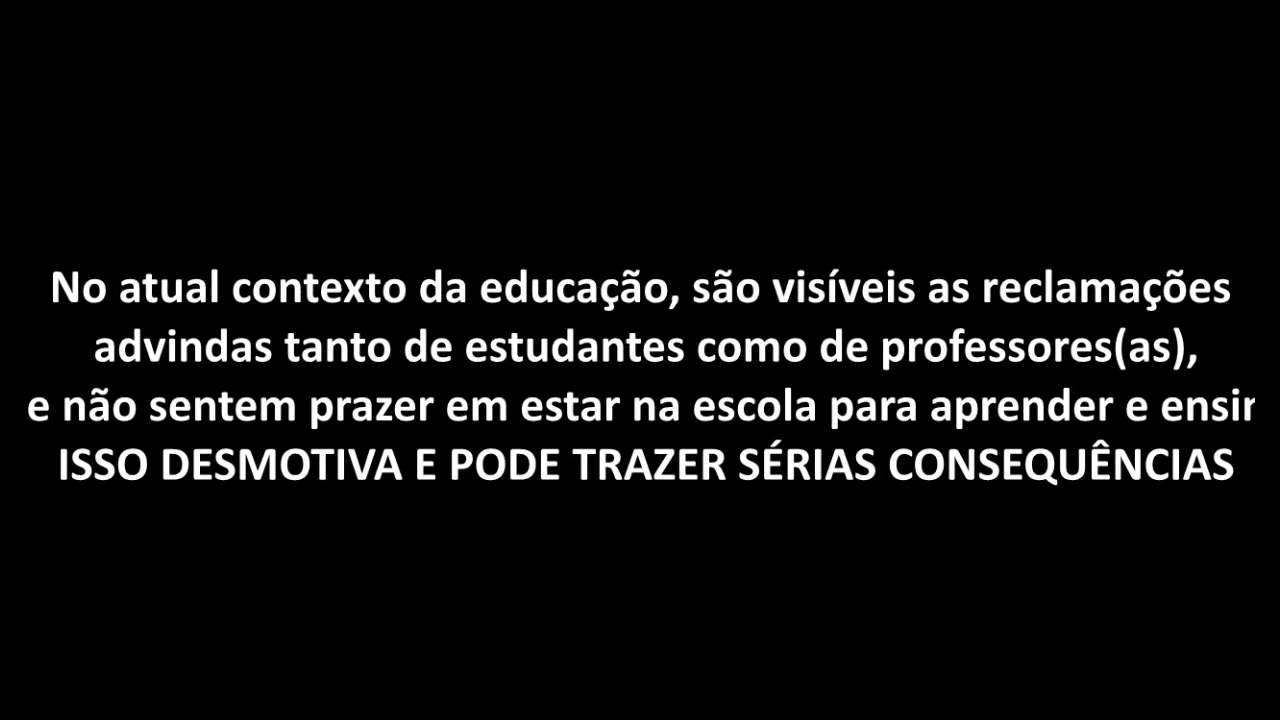 No atual contexto da educação, são visíveis as reclamações
advindas tanto de estudantes como de professores(as),
e não sentem prazer em estar na escola para aprender e
ISSO DESMOTIVA E PODE TRAZER SÉRIAS CONSEQUÊNCIAS